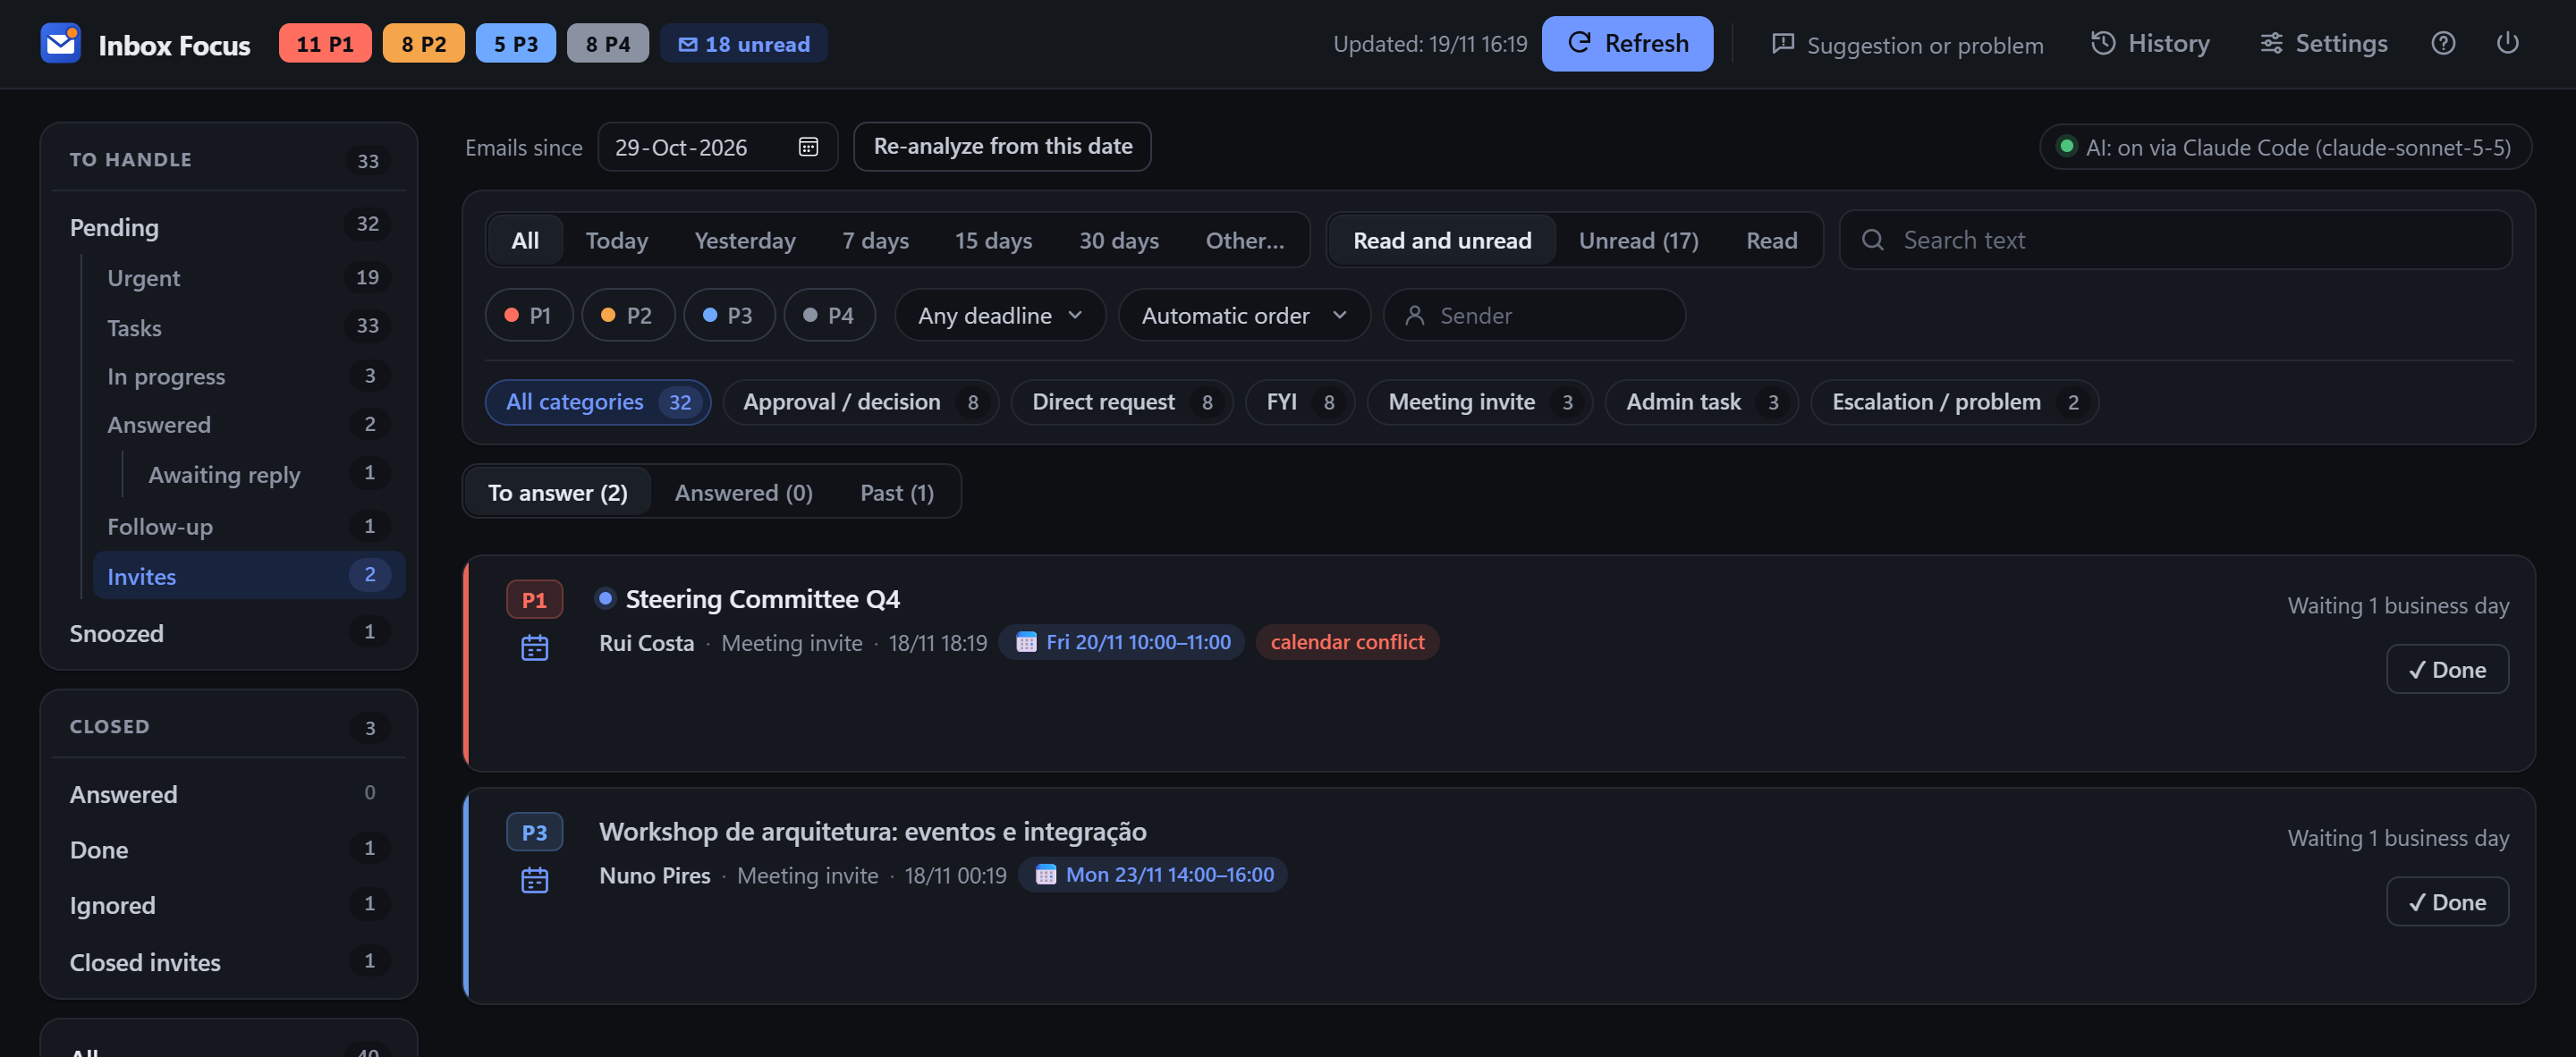 Inbox Focus
11 P1
8 P2
5 P3
8 P4
18 unread
Updated: 19/11 16:19
Refresh
Suggestion or problem
History
Settings
TO HANDLE 33
Pending 32
Urgent 19
Tasks 33
In progress 3
Answered 2
Awaiting reply 1
Follow-up 1
Invites 2
Snoozed 1
CLOSED 3
Answered 0
Done 1
Ignored 1
Closed invites 1
All 40
Emails since 29-Oct-2026
Re-analyze from this date
AI: on via Claude Code (claude-sonnet-5-5)
All Today Yesterday 7 days 15 days 30 days Other...
Read and unread Unread (17) Read
Search text
P1 P2 P3 P4
Any deadline
Automatic order
Sender
All categories 32
Approval / decision 8
Direct request 8
FYI 8
Meeting invite 3
Admin task 3
Escalation / problem 2
To answer (2) Answered (0) Past (1)
P1 Steering Committee Q4
Rui Costa · Meeting invite · 18/11 18:19 Fri 20/11 10:00–11:00 calendar conflict
Waiting 1 business day
✓ Done
P3 Workshop de arquitetura: eventos e integração
Nuno Pires · Meeting invite · 18/11 00:19 Mon 23/11 14:00–16:00
Waiting 1 business day
✓ Done